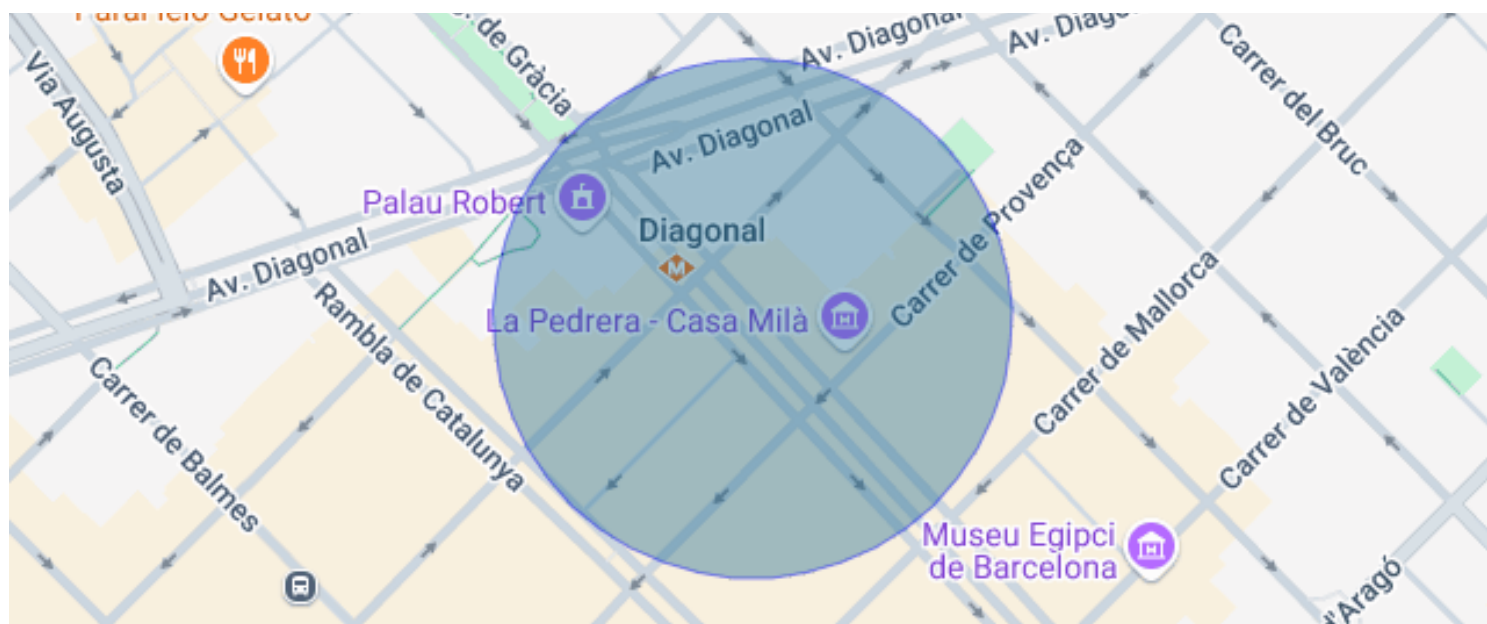 Parallelo Gelato
de Gràcia
Av. Diagonal
Av. Diago
Carrer del Bruc
Via Augusta
Av. Diagonal
Palau Robert
Diagonal
Carrer de Provença
Av. Diagonal
La Pedrera - Casa Milà
Rambla de Catalunya
Carrer de Mallorca
Carrer de València
Carrer de Balmes
Museu Egipci
de Barcelona
d'Aragó
M